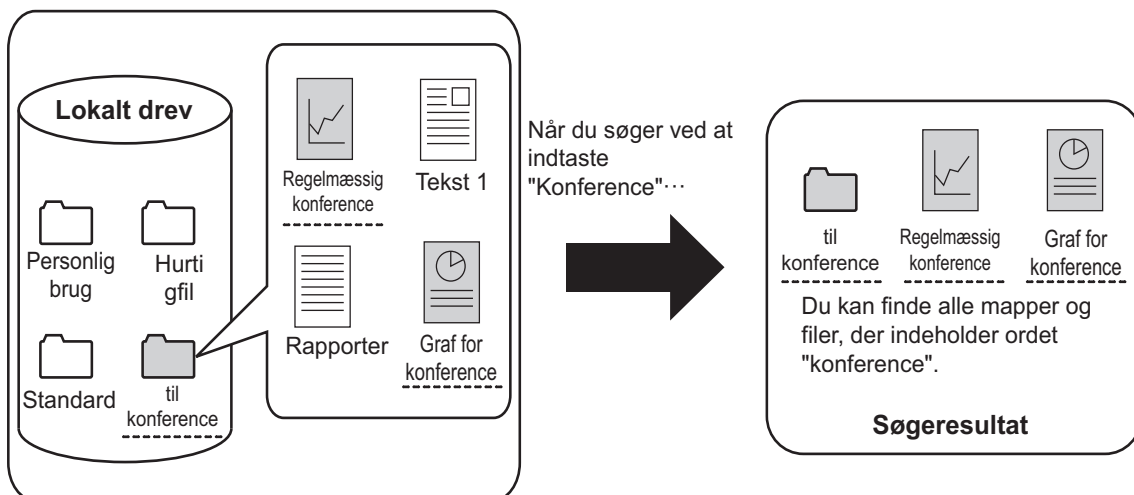 Lokalt drev
Personlig
brug
Hurti
gfil
Standard
til
konference
Regelmæssig
konference
Tekst 1
Rapporter
Graf for
konference
Når du søger ved at
indtaste
"Konference"···
til
konference
Regelmæssig
konference
Graf for
konference
Du kan finde alle mapper og
filer, der indeholder ordet
"konference".
Søgeresultat